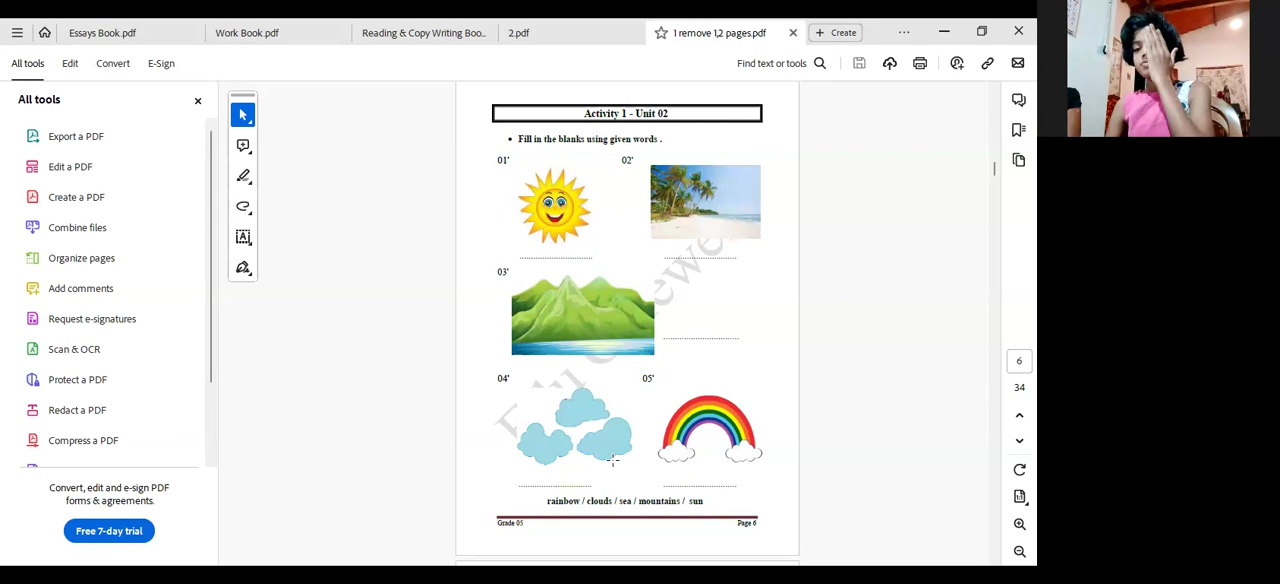 Essays Book.pdf
Work Book.pdf
Reading & Copy Writing Boo...
2.pdf
1 remove 1,2 pages.pdf
Create
All tools
Edit
Convert
E-Sign
Find text or tools
All tools
Export a PDF
Edit a PDF
Create a PDF
Combine files
Organize pages
Add comments
Request e-signatures
Scan & OCR
Protect a PDF
Redact a PDF
Compress a PDF
Convert, edit and e-sign PDF
forms & agreements.
Free 7-day trial
Activity 1 - Unit 02
• Fill in the blanks using given words .
01'
02'
03'
04'
05'
rainbow / clouds / sea / mountains / sun
Grade 05
Page 6
6
34